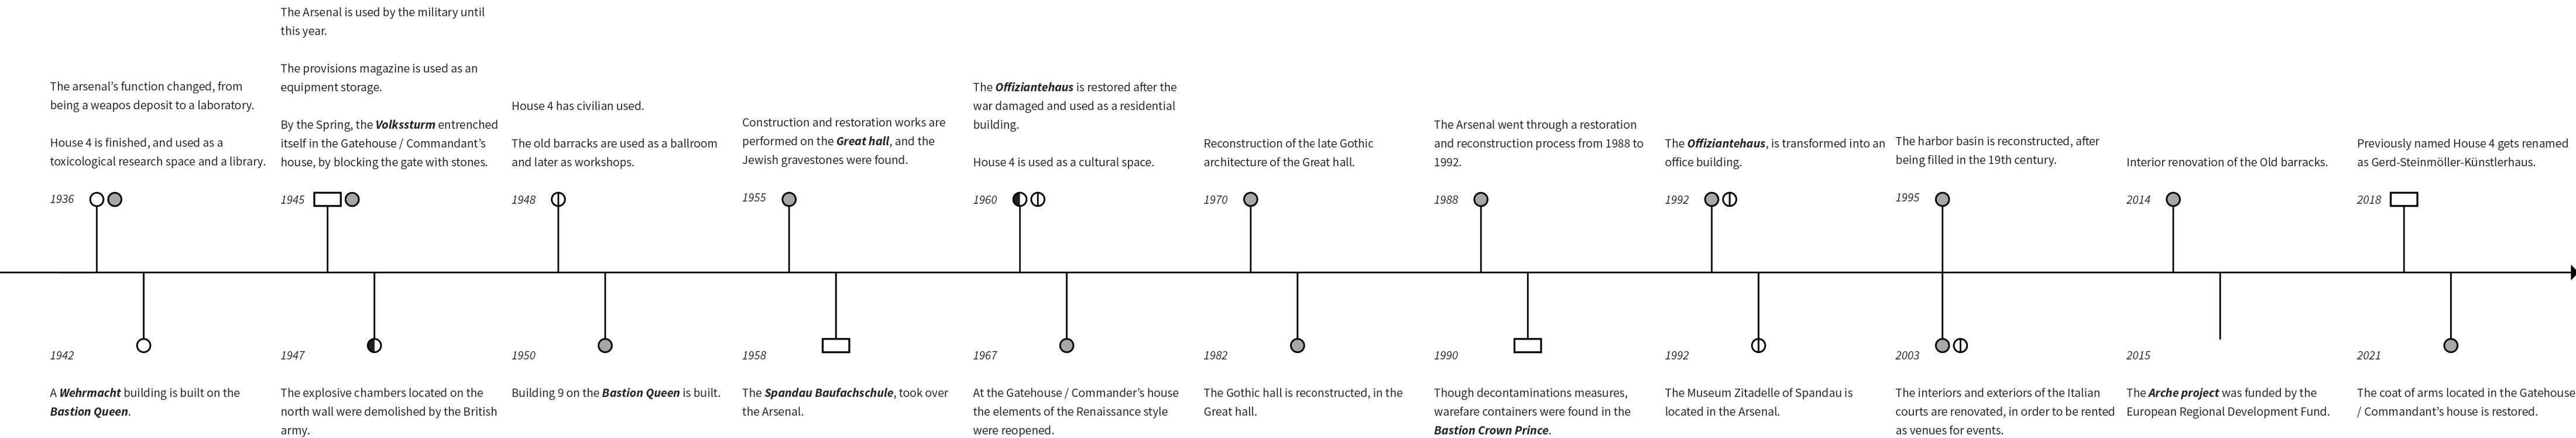 The arsenal's function changed, from
being a weapos deposit to a laboratory.
House 4 is finished, and used as a
toxicological research space and a library.
1936
1942
A Wehrmacht building is built on the
Bastion Queen.
The Arsenal is used by the military until
this year.
The provisions magazine is used as an
equipment storage.
By the Spring, the Volkssturm entrenched
itself in the Gatehouse / Commandant's
house, by blocking the gate with stones.
1945
1947
The explosive chambers located on the
north wall were demolished by the British
army.
House 4 has civilian used.
The old barracks are used as a ballroom
and later as workshops.
1948
1950
Building 9 on the Bastion Queen is built.
Construction and restoration works are
performed on the Great hall, and the
Jewish gravestones were found.
1955
1958
The Spandau Baufachschule, took over
the Arsenal.
The Offiziantehaus is restored after the
war damaged and used as a residential
building.
House 4 is used as a cultural space.
1960
1967
At the Gatehouse / Commander's house
the elements of the Renaissance style
were reopened.
Reconstruction of the late Gothic
architecture of the Great hall.
1970
1982
The Gothic hall is reconstructed, in the
Great hall.
The Arsenal went through a restoration
and reconstruction process from 1988 to
1992.
1988
1990
Though decontaminations measures,
warefare containers were found in the
Bastion Crown Prince.
The Offiziantehaus, is transformed into an
office building.
1992
1992
The Museum Zitadelle of Spandau is
located in the Arsenal.
The harbor basin is reconstructed, after
being filled in the 19th century.
1995
2003
The interiors and exteriors of the Italian
courts are renovated, in order to be rented
as venues for events.
Interior renovation of the Old barracks.
2014
2015
The Arche project was funded by the
European Regional Development Fund.
Previously named House 4 gets renamed
as Gerd-Steinmöller-Künstlerhaus.
2018
2021
The coat of arms located in the Gatehouse
/ Commandant's house is restored.